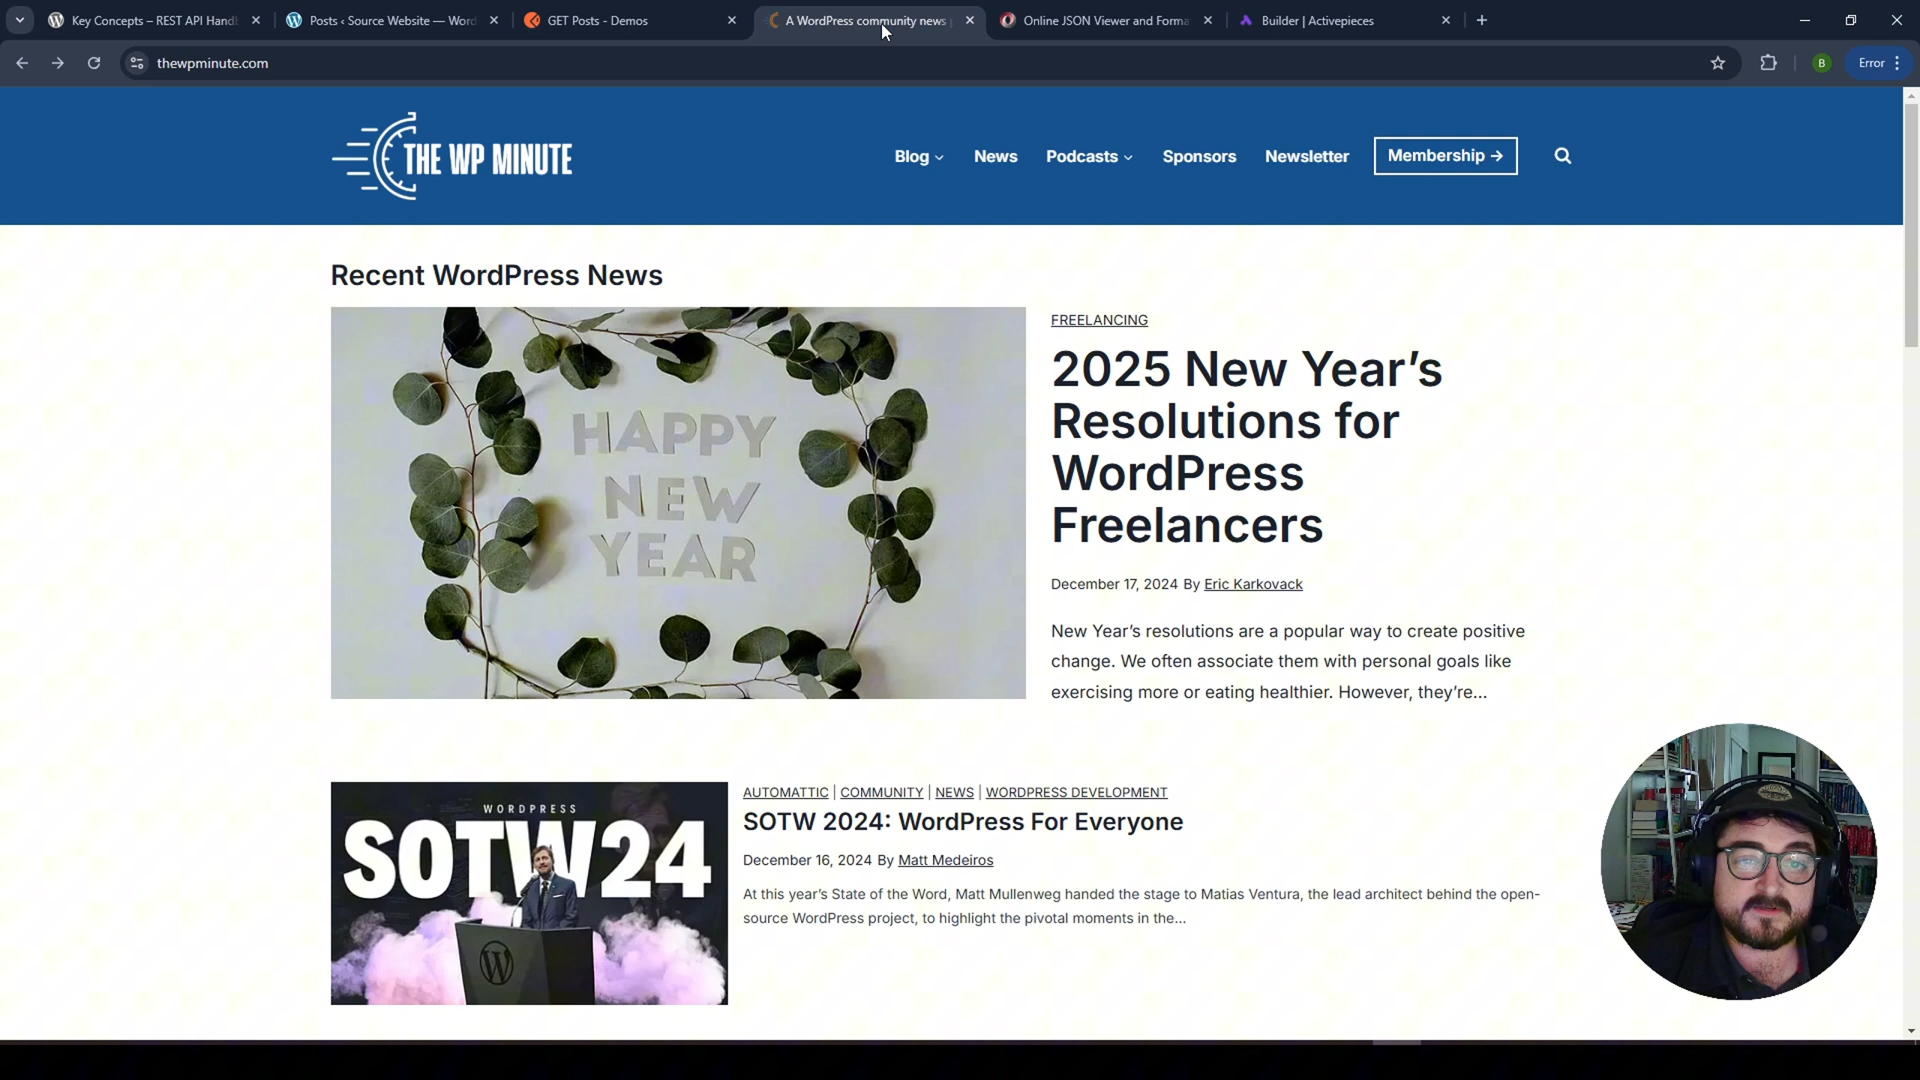 Key Concepts – REST API Hand
Posts ‹ Source Website — Word
GET Posts - Demos
A WordPress community news
Online JSON Viewer and Forma
Builder | Activepieces
thewpminute.com
B
Error
THE WP MINUTE
Blog
News
Podcasts
Sponsors
Newsletter
Membership →
Recent WordPress News
HAPPY
NEW
YEAR
FREELANCING
2025 New Year’s
Resolutions for
WordPress
Freelancers
December 17, 2024 By Eric Karkovack
New Year’s resolutions are a popular way to create positive
change. We often associate them with personal goals like
exercising more or eating healthier. However, they’re...
WORDPRESS
SOTW24
AUTOMATTIC | COMMUNITY | NEWS | WORDPRESS DEVELOPMENT
SOTW 2024: WordPress For Everyone
December 16, 2024 By Matt Medeiros
At this year’s State of the Word, Matt Mullenweg handed the stage to Matias Ventura, the lead architect behind the open-
source WordPress project, to highlight the pivotal moments in the...